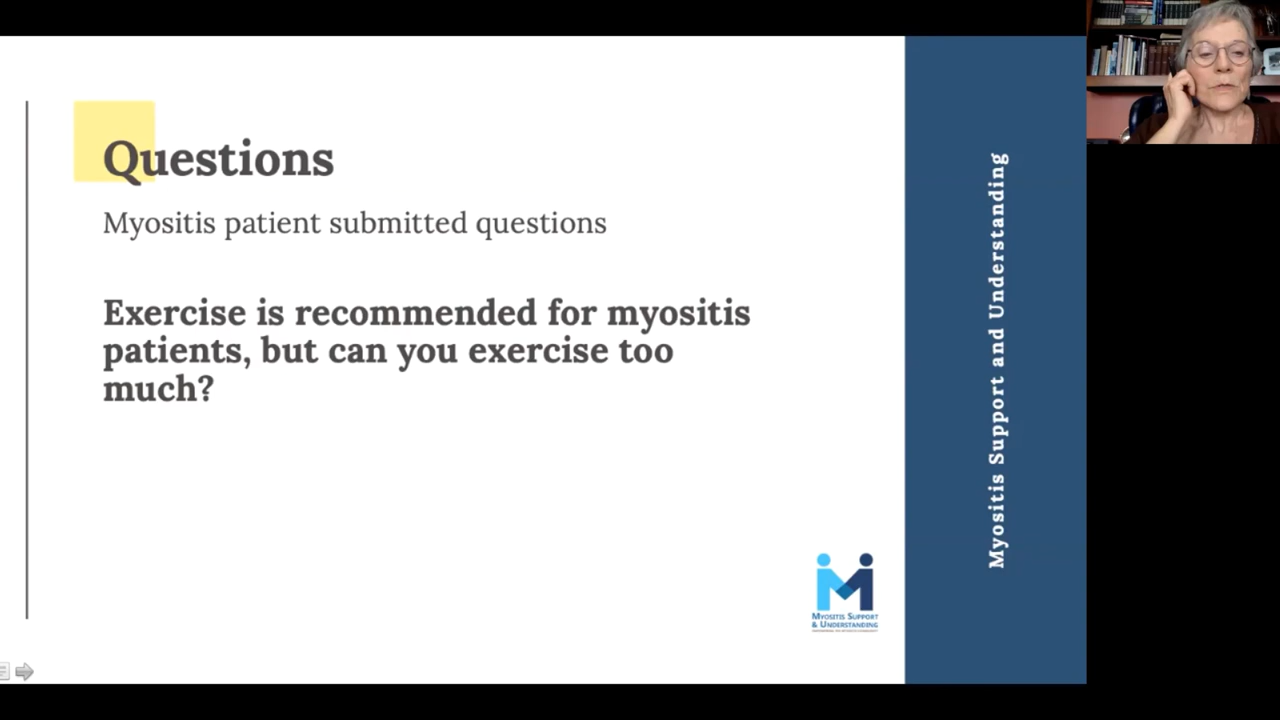 Questions
Myositis patient submitted questions
Exercise is recommended for myositis
patients, but can you exercise too
much?
Myositis Support and Understanding
Myositis Support
& Understanding